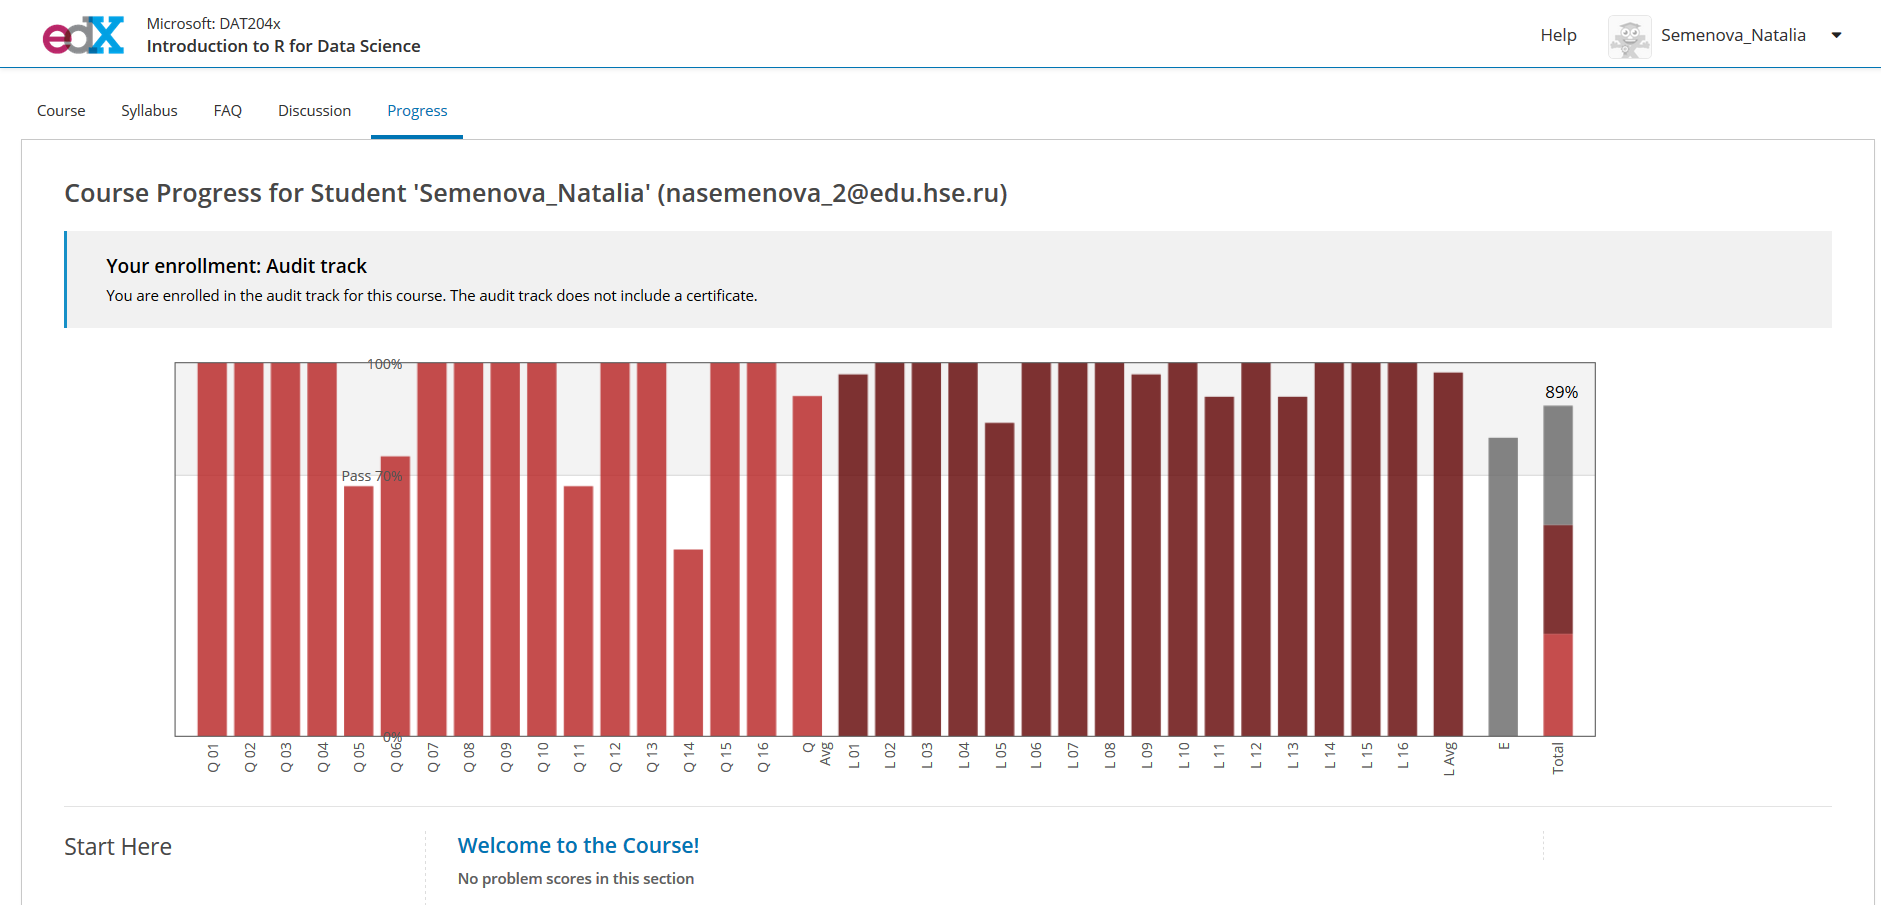 edX
Microsoft: DAT204x
Introduction to R for Data Science
Help
Semenova_Natalia
Course
Syllabus
FAQ
Discussion
Progress
Course Progress for Student 'Semenova_Natalia' (nasemenova_2@edu.hse.ru)
Your enrollment: Audit track
You are enrolled in the audit track for this course. The audit track does not include a certificate.
100%
89%
Pass 70%
0%
Q 01
Q 02
Q 03
Q 04
Q 05
Q 06
Q 07
Q 08
Q 09
Q 10
Q 11
Q 12
Q 13
Q 14
Q 15
Q 16
Q
Avg
L 01
L 02
L 03
L 04
L 05
L 06
L 07
L 08
L 09
L 10
L 11
L 12
L 13
L 14
L 15
L 16
L Avg
E
Total
Start Here
Welcome to the Course!
No problem scores in this section